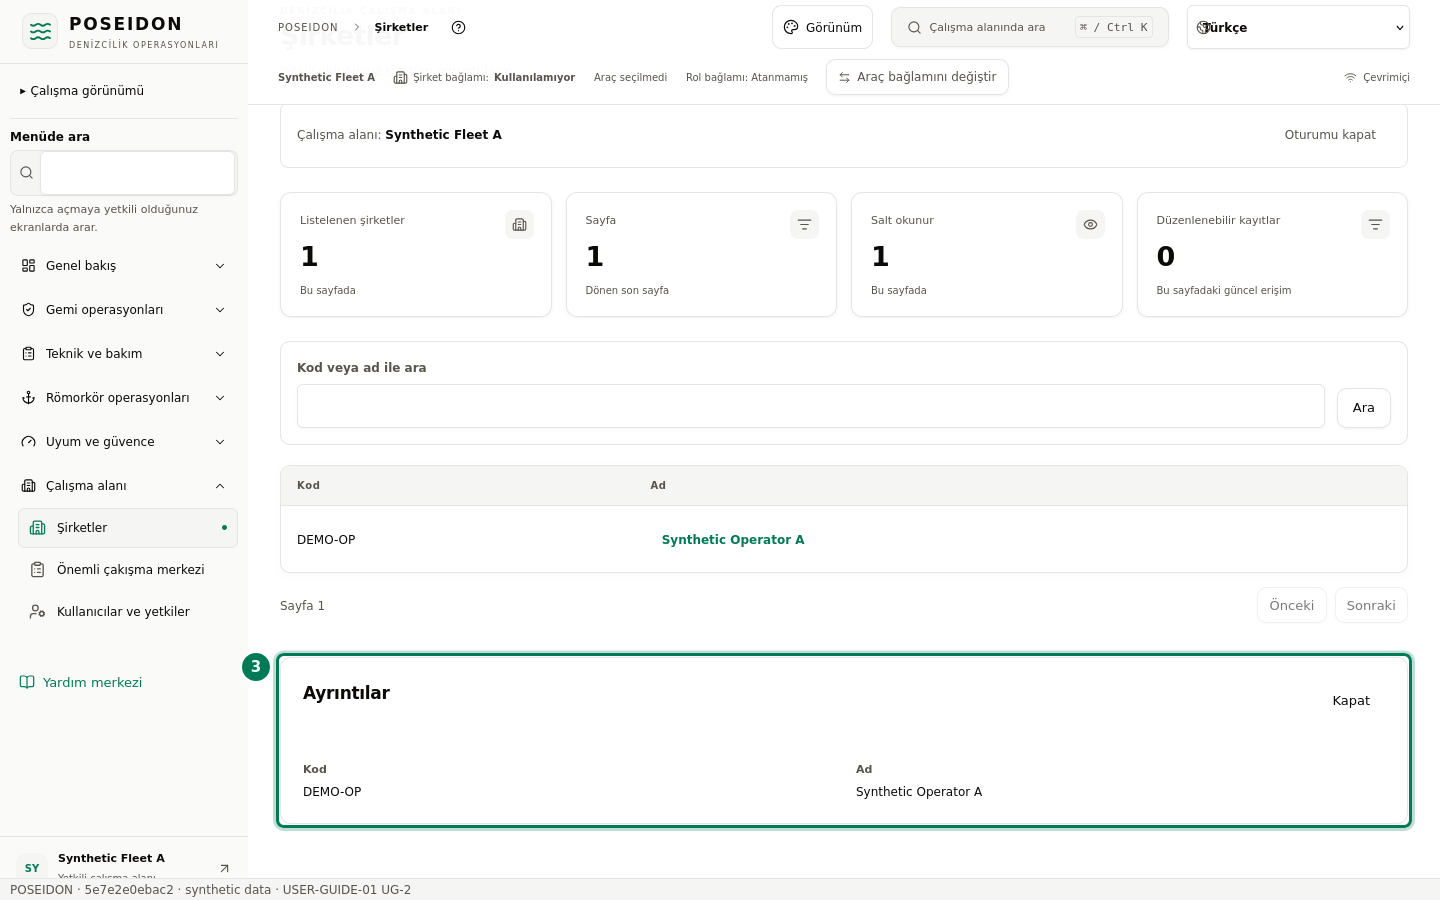 POSEIDON
DENİZCİLİK OPERASYONLARI
▸ Çalışma görünümü
Menüde ara
Yalnızca açmaya yetkili olduğunuz
ekranlarda arar.
Genel bakış
Gemi operasyonları
Teknik ve bakım
Römorkör operasyonları
Uyum ve güvence
Çalışma alanı
Şirketler
Önemli çakışma merkezi
Kullanıcılar ve yetkiler
Yardım merkezi
SY
Synthetic Fleet A
Yetkili çalışma alanı
POSEIDON > Şirketler
Şirketler
Görünüm
Çalışma alanında ara
⌘ / Ctrl K
Türkçe
Synthetic Fleet A
Şirket bağlamı: Kullanılamıyor
Araç seçilmedi
Rol bağlamı: Atanmamış
Araç bağlamını değiştir
Çevrimiçi
Çalışma alanı: Synthetic Fleet A
Oturumu kapat
Listelenen şirketler
1
Bu sayfada
Sayfa
1
Dönen son sayfa
Salt okunur
1
Bu sayfada
Düzenlenebilir kayıtlar
0
Bu sayfadaki güncel erişim
Kod veya ad ile ara
Ara
Kod Ad
DEMO-OP Synthetic Operator A
Sayfa 1
Önceki
Sonraki
3
Ayrıntılar
Kapat
Kod
DEMO-OP
Ad
Synthetic Operator A
POSEIDON · 5e7e2e0ebac2 · synthetic data · USER-GUIDE-01 UG-2